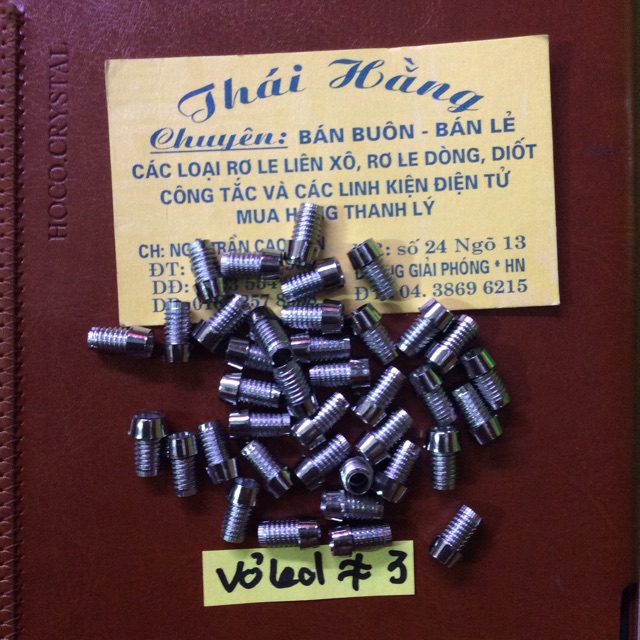 HOCO.CRYSTAL
Thái Hằng
Chuyên: BÁN BUÔN - BÁN LẺ
CÁC LOẠI RƠ LE LIÊN XÔ, RƠ LE DÒNG, DIỐT
CÔNG TẮC VÀ CÁC LINH KIỆN ĐIỆN TỬ
MUA HÀNG THANH LÝ
CH: TRẦN CAO số 24 Ngõ 13
ĐT: GIẢI PHÓNG * HN
DĐ: 04. 3869 6215
Vỏ led ≠ 3